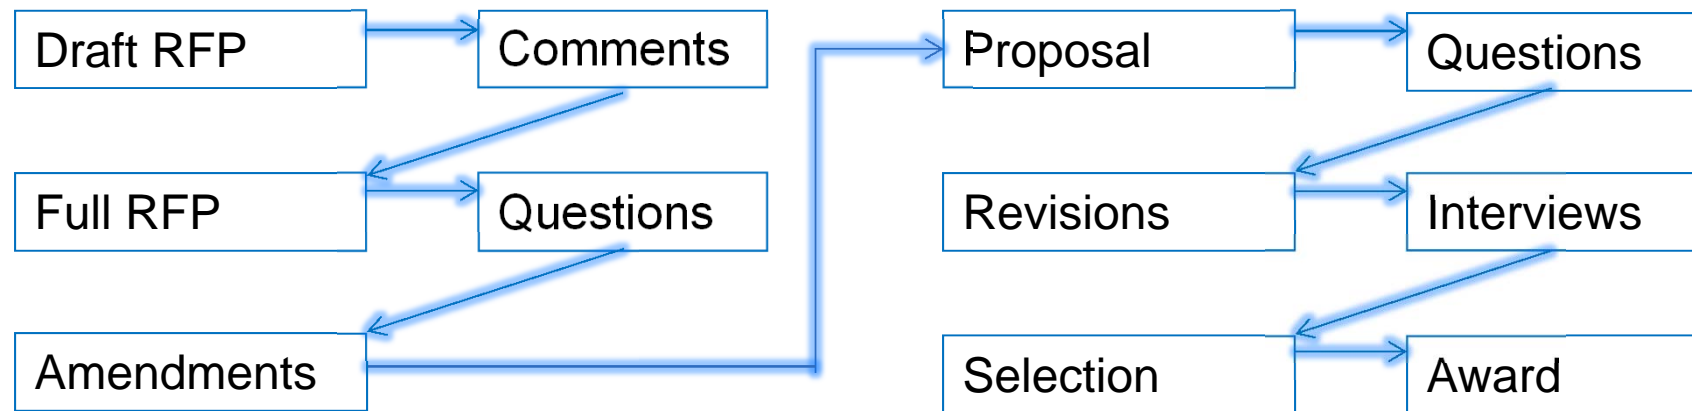 Draft RFP
Comments
Full RFP
Questions
Amendments
Proposal
Questions
Revisions
Interviews
Selection
Award